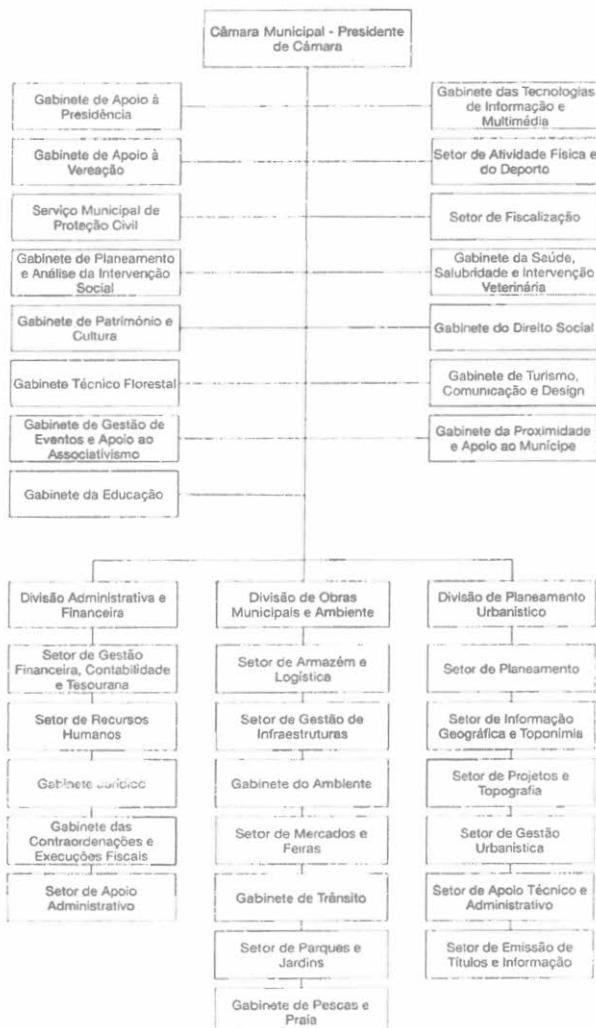 Câmara Municipal - Presidente
de Câmara
Gabinete de Apoio à
Presidência
Gabinete das Tecnologias
de Informação e
Multimédia
Gabinete de Apoio à
Vereação
Setor de Atividade Física e
do Deporto
Serviço Municipal de
Proteção Civil
Setor de Fiscalização
Gabinete de Planeamento
e Análise da Intervenção
Social
Gabinete da Saúde,
Salubridade e Intervenção
Veterinária
Gabinete de Património e
Cultura
Gabinete do Direito Social
Gabinete Técnico Florestal
Gabinete de Turismo,
Comunicação e Design
Gabinete de Gestão de
Eventos e Apoio ao
Associativismo
Gabinete da Proximidade
e Apoio ao Munícipe
Gabinete da Educação
Divisão Administrativa e
Financeira
Setor de Gestão
Financeira, Contabilidade
e Tesouraria
Setor de Recursos
Humanos
Gabinete Jurídico
Gabinete das
Contraordenações e
Execuções Fiscais
Setor de Apoio
Administrativo
Divisão de Obras
Municipais e Ambiente
Setor de Armazém e
Logística
Setor de Gestão de
Infraestruturas
Gabinete do Ambiente
Setor de Mercados e
Feiras
Gabinete de Trânsito
Setor de Parques e
Jardins
Gabinete de Pescas e
Praia
Divisão de Planeamento
Urbanístico
Setor de Planeamento
Setor de Informação
Geográfica e Toponímia
Setor de Projetos e
Topografia
Setor de Gestão
Urbanística
Setor de Apoio Técnico e
Administrativo
Setor de Emissão de
Títulos e Informação